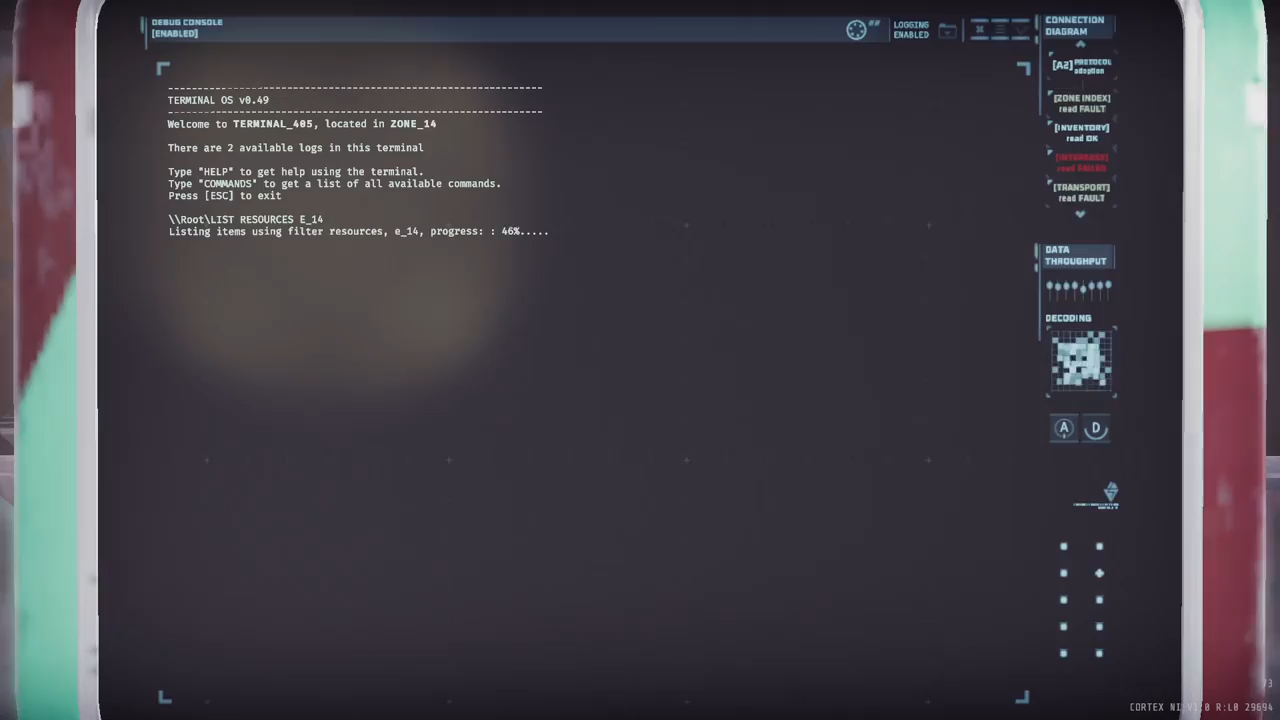 DEBUG CONSOLE
[ENABLED]
LOGGING
ENABLED
CONNECTION
DIAGRAM
[A2] PROTOCOL
adoption
[ZONE INDEX]
read FAULT
[INVENTORY]
read OK
read FAILED
[TRANSPORT]
read FAULT
DATA
THROUGHPUT
DECODING
A D
--------------------------------------------------------------
TERMINAL OS v0.49
--------------------------------------------------------------
Welcome to TERMINAL_405, located in ZONE_14
There are 2 available logs in this terminal
Type "HELP" to get help using the terminal.
Type "COMMANDS" to get a list of all available commands.
Press [ESC] to exit
\\Root\LIST RESOURCES E_14
Listing items using filter resources, e_14, progress: : 46%.....
73